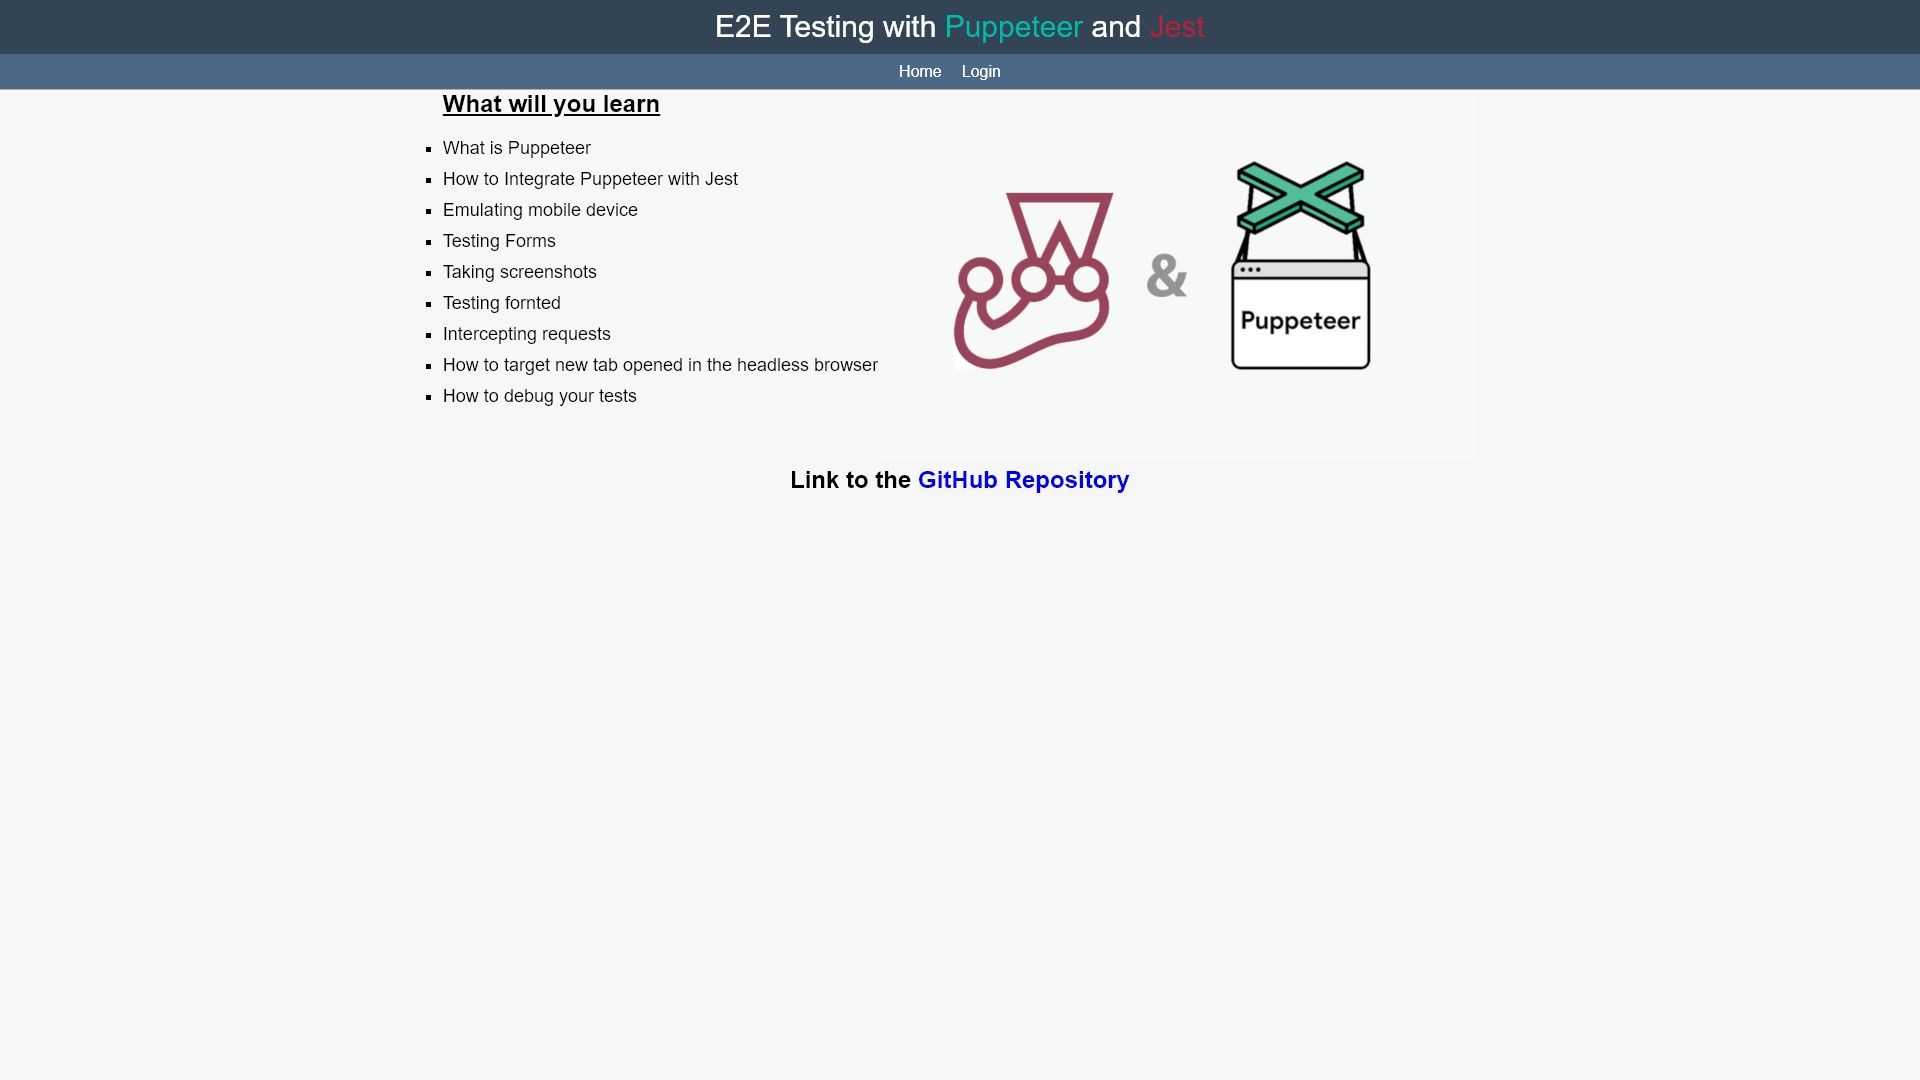 E2E Testing with Puppeteer and Jest
Home Login
What will you learn
What is Puppeteer
How to Integrate Puppeteer with Jest
Emulating mobile device
Testing Forms
Taking screenshots
Testing fornted
Intercepting requests
How to target new tab opened in the headless browser
How to debug your tests
&
Puppeteer
Link to the GitHub Repository